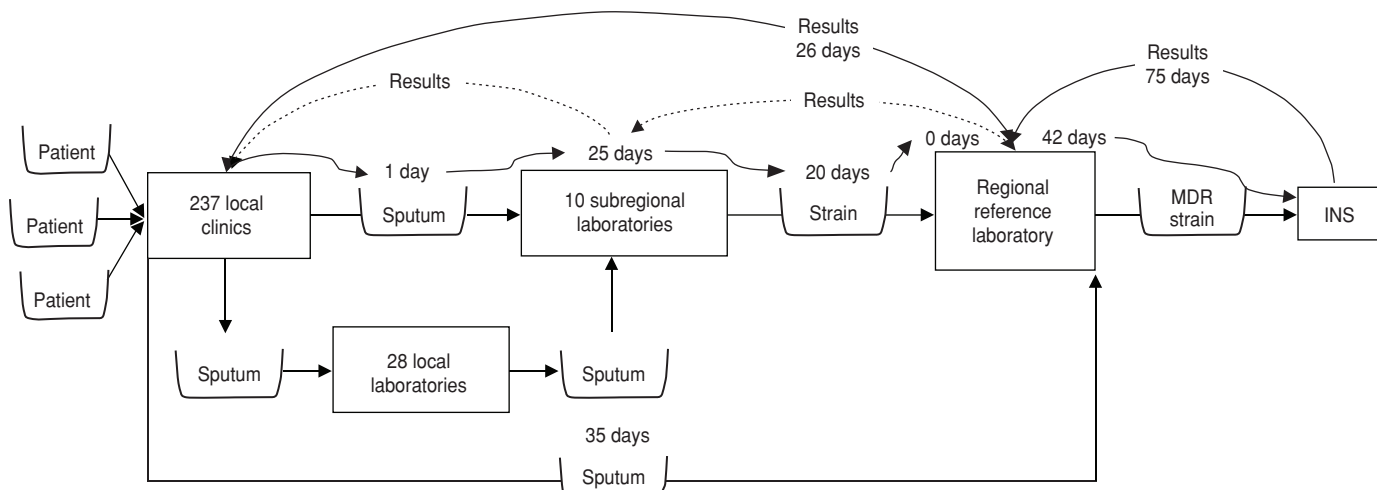 Results
26 days
Results
75 days
Results
Results
Patient
Patient
Patient
237 local
clinics
1 day
Sputum
25 days
10 subregional
laboratories
20 days
Strain
0 days
Regional
reference
laboratory
42 days
MDR
strain
INS
Sputum
28 local
laboratories
Sputum
35 days
Sputum